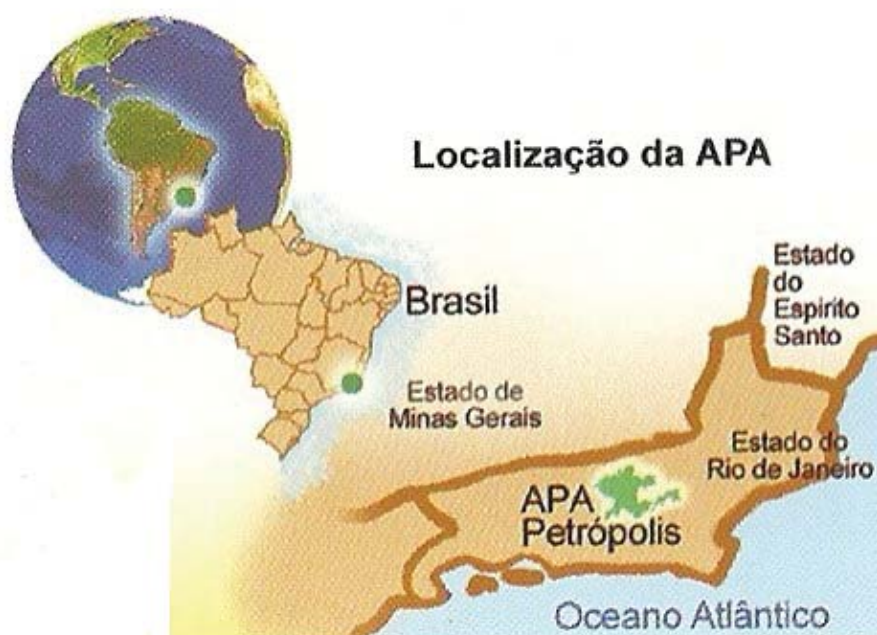 Localização da APA
Estado
do
Espírito
Santo
Brasil
Estado de
Minas Gerais
Estado do
Rio de Janeiro
APA
Petrópolis
Oceano Atlântico